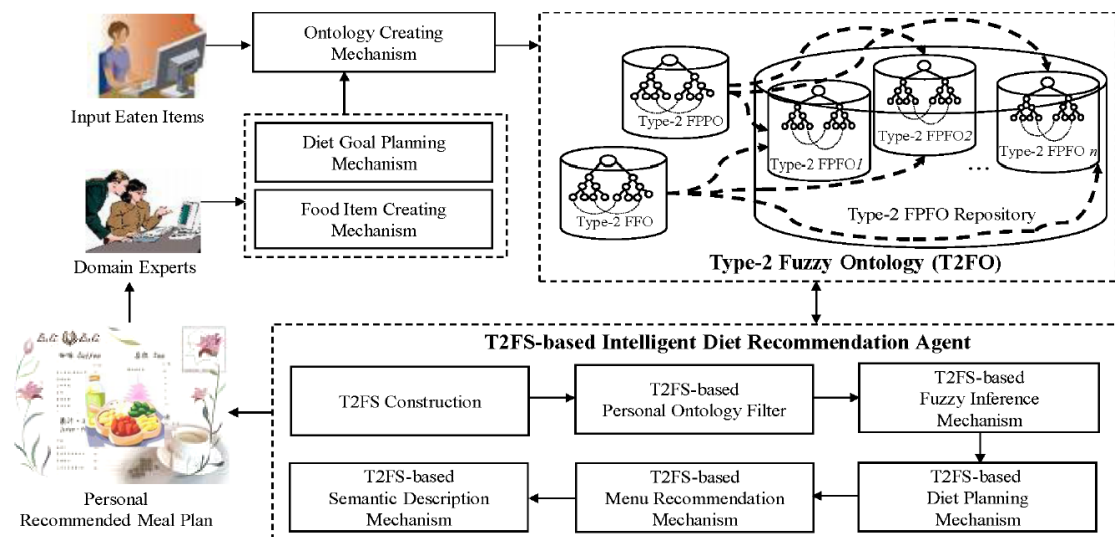 Ontology Creating
Mechanism
Input Eaten Items
Diet Goal Planning
Mechanism
Food Item Creating
Mechanism
Domain Experts
Type-2 FPPO
Type-2 FFO
Type-2 FPFO1
Type-2 FPFO2
Type-2 FPFO n
...
Type-2 FPFO Repository
Type-2 Fuzzy Ontology (T2FO)
T2FS-based Intelligent Diet Recommendation Agent
T2FS Construction
T2FS-based
Personal Ontology Filter
T2FS-based
Fuzzy Inference
Mechanism
T2FS-based
Semantic Description
Mechanism
T2FS-based
Menu Recommendation
Mechanism
T2FS-based
Diet Planning
Mechanism
Personal
Recommended Meal Plan